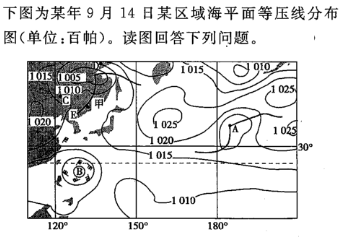 下图为某年9月14日某区域海平面等压线分布
图(单位:百帕)。读图回答下列问题。
1 015
1 005
1 015
1 010
1 010
C
甲
E
1 025
A
1 020
1 025
1 020
30°
1 015
B
1 010
120°
150°
180°